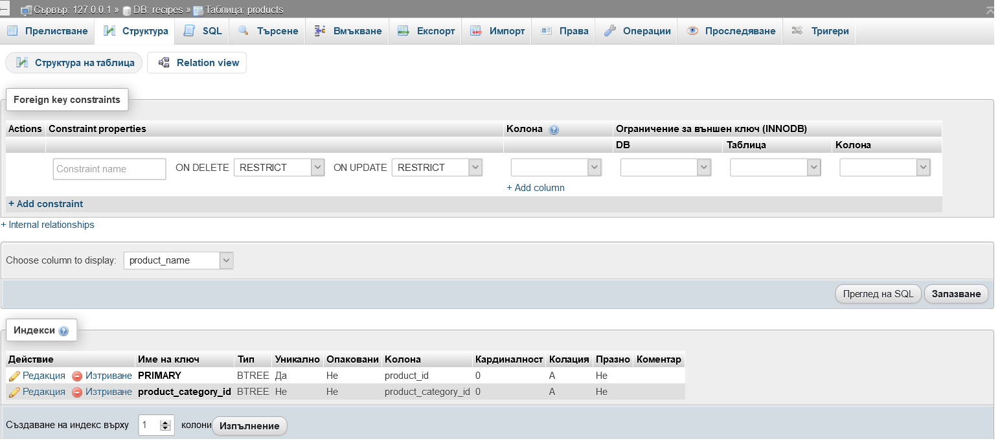 Сървър: 127.0.0.1 » DB: recipes » Таблица: products
Прелистване Структура SQL Търсене Вмъкване Експорт Импорт Права Операции Проследяване Тригери
Структура на таблица Relation view
Foreign key constraints
Actions Constraint properties Колона Ограничение за външен ключ (INNODB)
DB Таблица Колона
Constraint name ON DELETE RESTRICT ON UPDATE RESTRICT
+ Add column
+ Add constraint
+ Internal relationships
Choose column to display: product_name
Преглед на SQL Запазване
Индекси
Действие Име на ключ Тип Уникално Опаковани Колона Кардиналност Колация Празно Коментар
Редакция Изтриване PRIMARY BTREE Да Не product_id 0 A Не
Редакция Изтриване product_category_id BTREE Не Не product_category_id 0 A Не
Създаване на индекс върху 1 колони Изпълнение